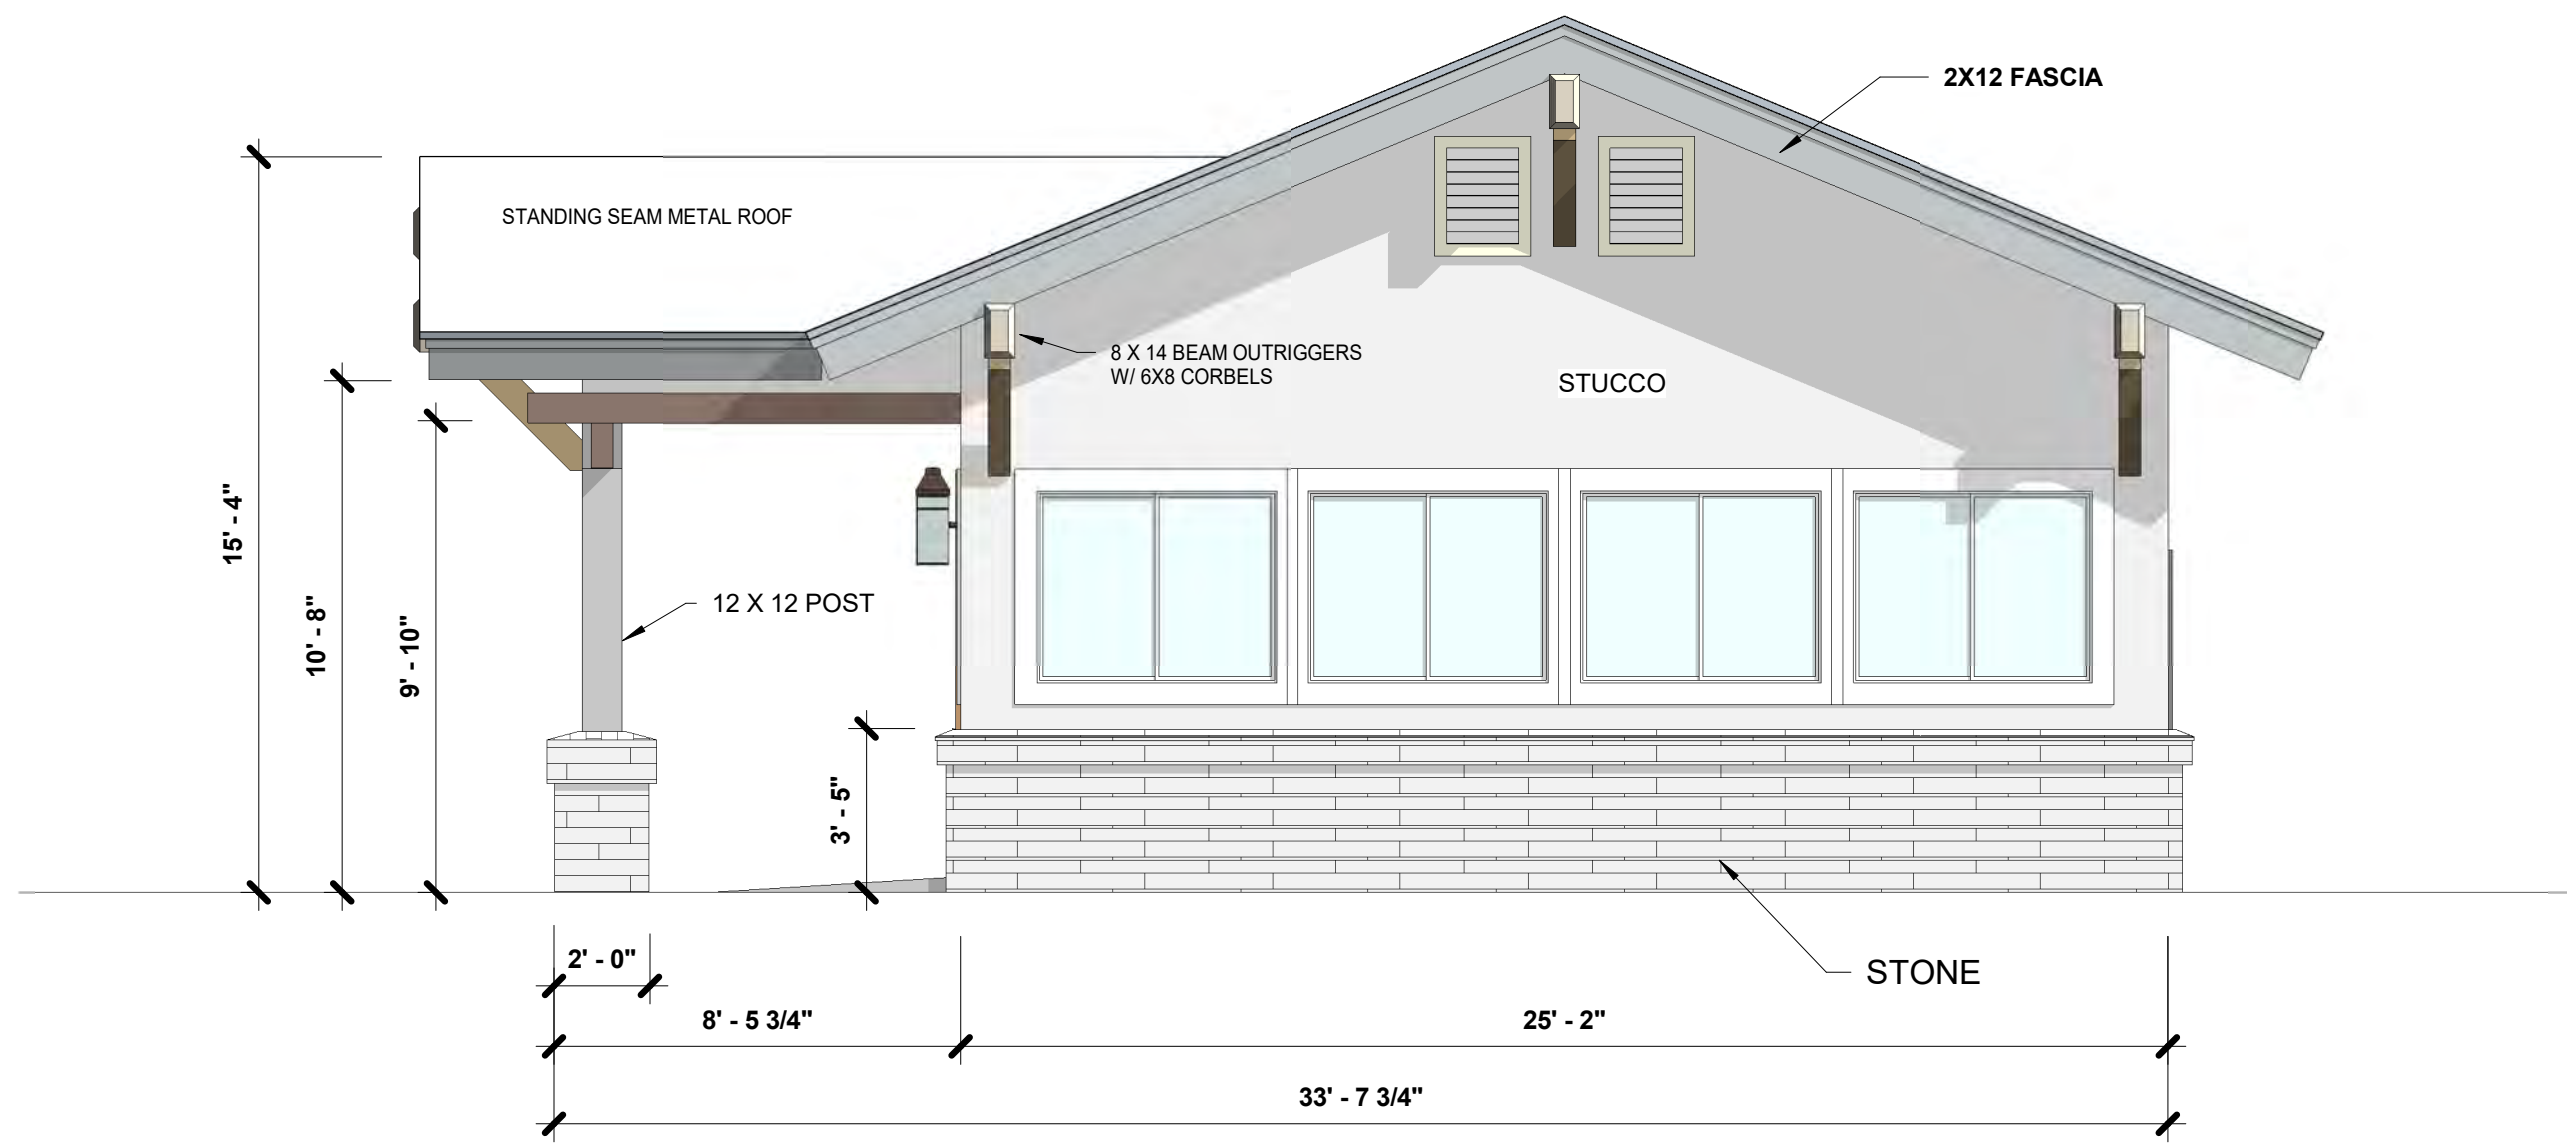 2X12 FASCIA
STANDING SEAM METAL ROOF
8 X 14 BEAM OUTRIGGERS
W/ 6X8 CORBELS
STUCCO
15' - 4"
10' - 8"
9' - 10"
12 X 12 POST
3' - 5"
2' - 0"
STONE
8' - 5 3/4"
25' - 2"
33' - 7 3/4"